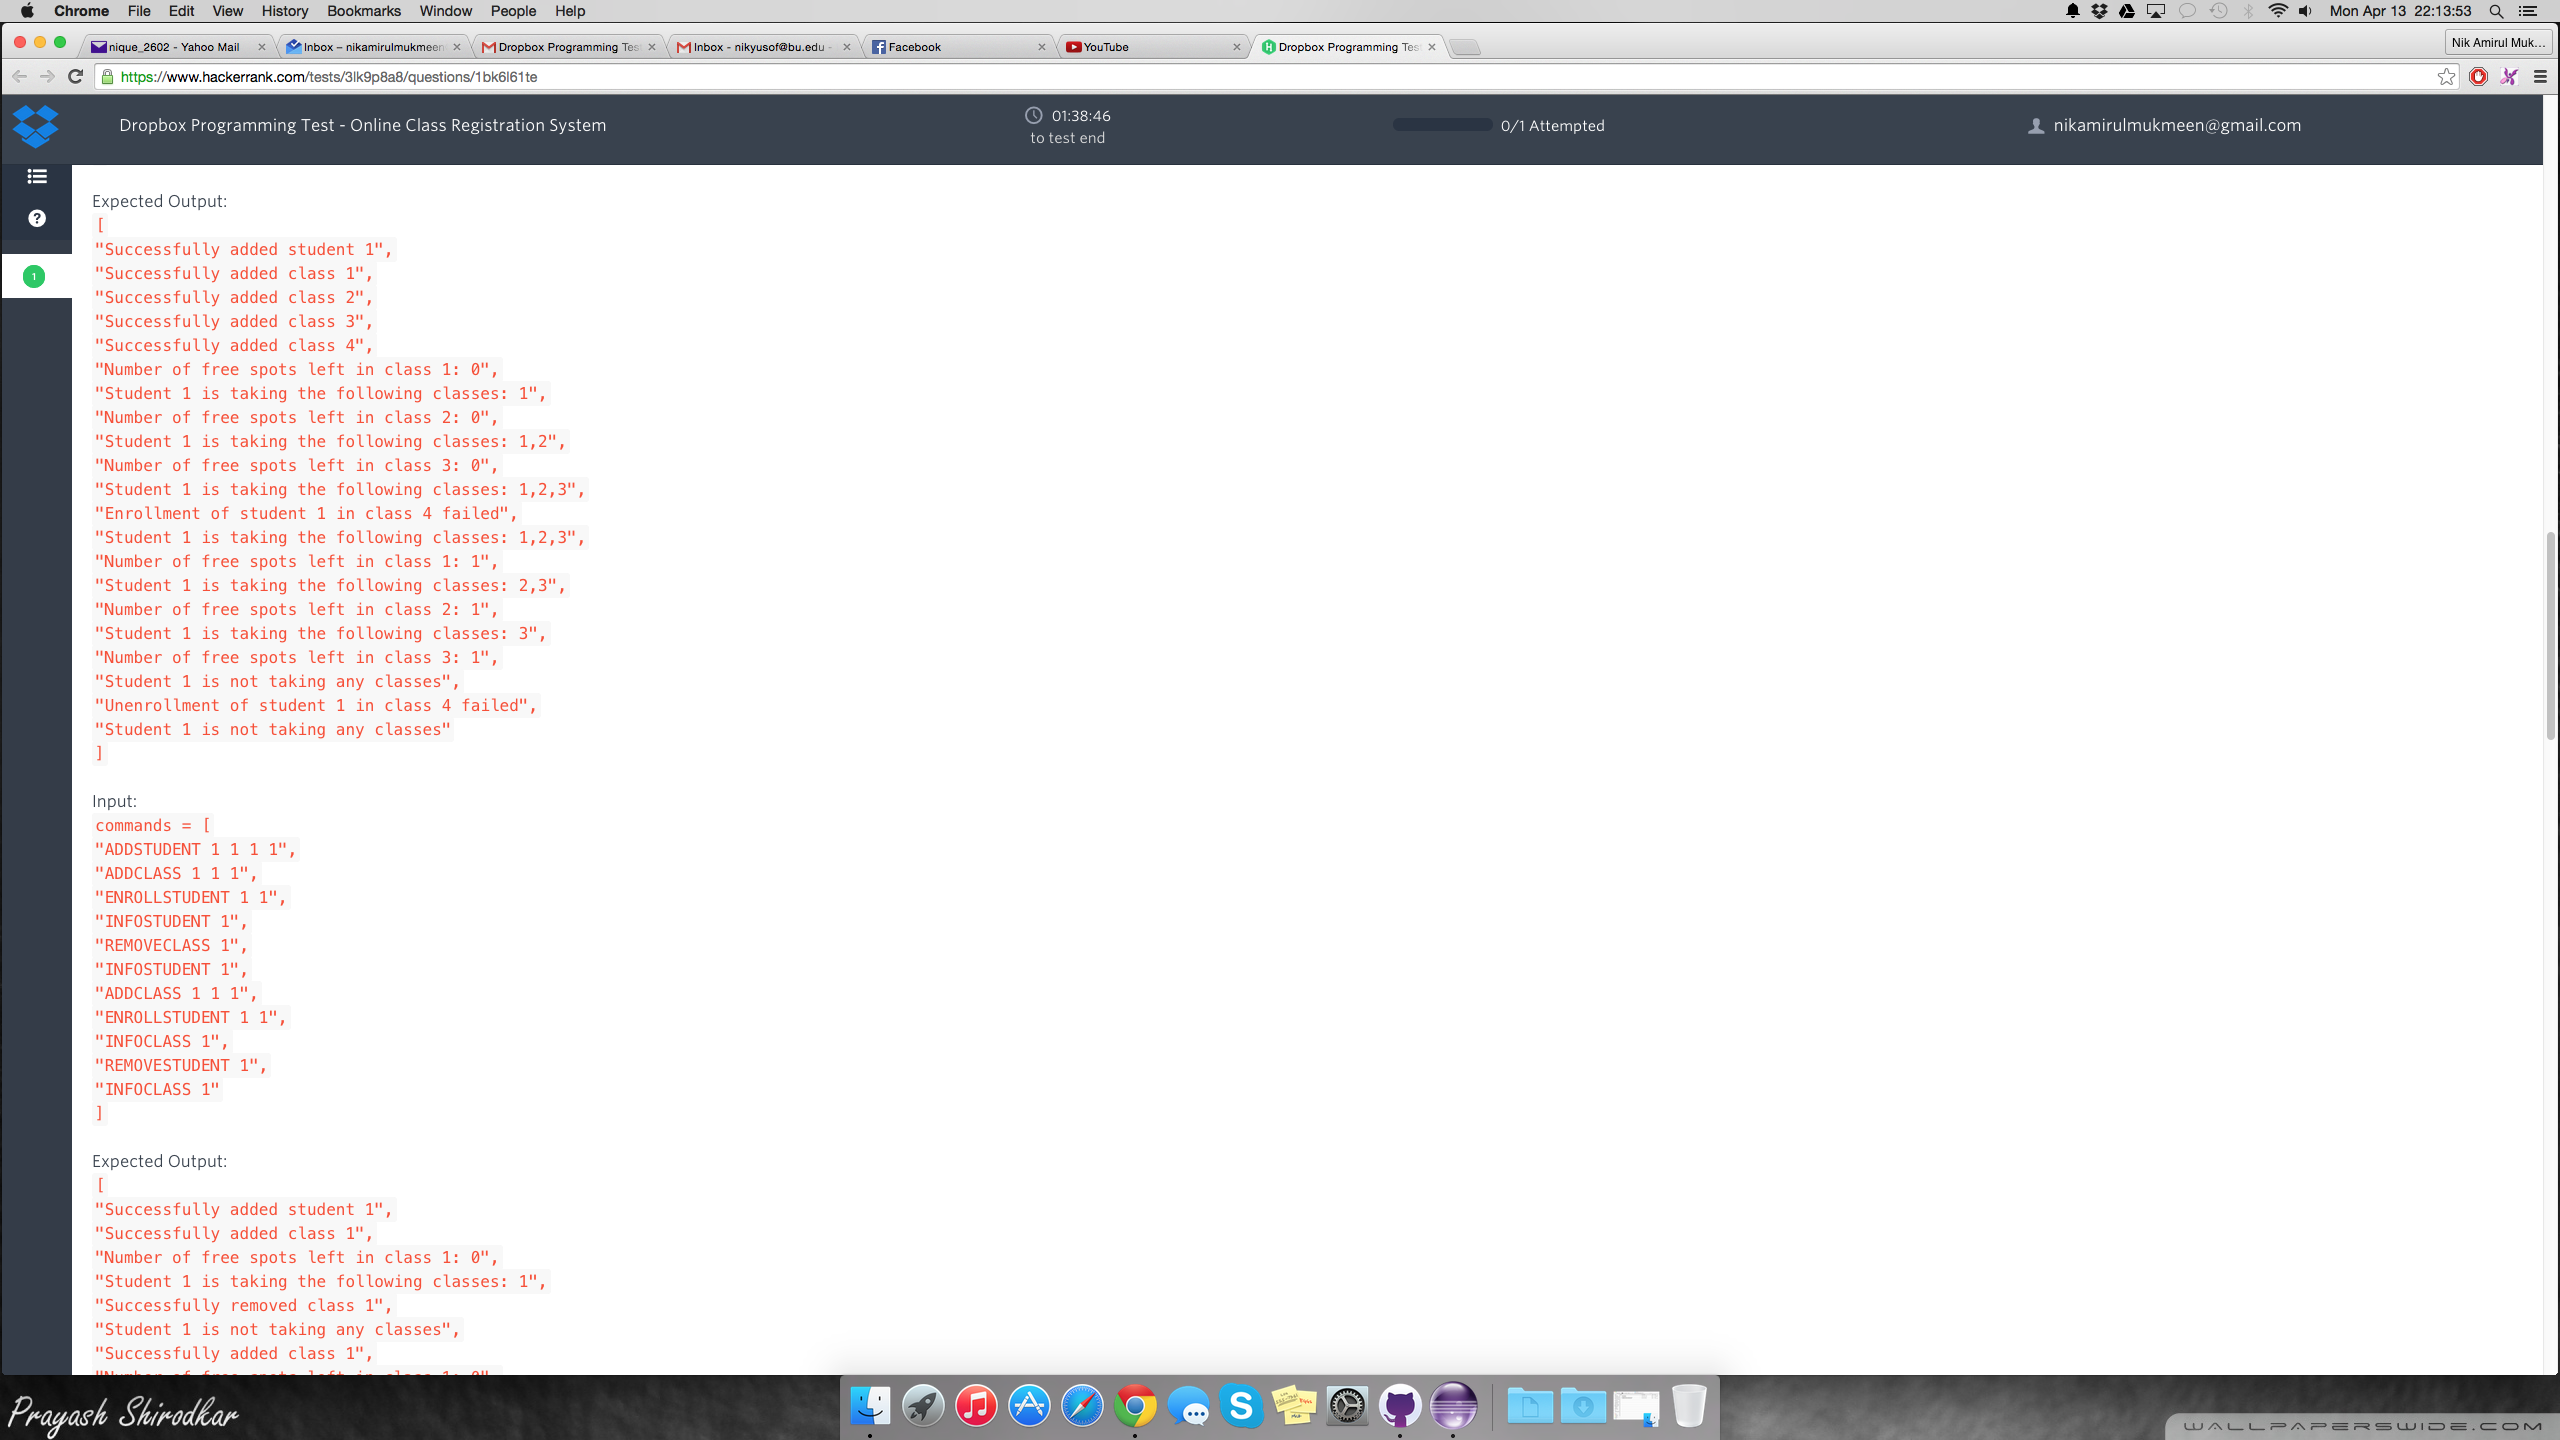 Chrome File Edit View History Bookmarks Window People Help Mon Apr 13 22:13:53
nique_2602 - Yahoo Mail Inbox – nikamirulmukmeen Dropbox Programming Tes Inbox - nikyusof@bu.edu - Facebook YouTube Dropbox Programming Tes Nik Amirul Muk...
https://www.hackerrank.com/tests/3lk9p8a8/questions/1bk6l61te
Dropbox Programming Test - Online Class Registration System 01:38:46 to test end 0/1 Attempted nikamirulmukmeen@gmail.com
1
Expected Output:
[
"Successfully added student 1",
"Successfully added class 1",
"Successfully added class 2",
"Successfully added class 3",
"Successfully added class 4",
"Number of free spots left in class 1: 0",
"Student 1 is taking the following classes: 1",
"Number of free spots left in class 2: 0",
"Student 1 is taking the following classes: 1,2",
"Number of free spots left in class 3: 0",
"Student 1 is taking the following classes: 1,2,3",
"Enrollment of student 1 in class 4 failed",
"Student 1 is taking the following classes: 1,2,3",
"Number of free spots left in class 1: 1",
"Student 1 is taking the following classes: 2,3",
"Number of free spots left in class 2: 1",
"Student 1 is taking the following classes: 3",
"Number of free spots left in class 3: 1",
"Student 1 is not taking any classes",
"Unenrollment of student 1 in class 4 failed",
"Student 1 is not taking any classes"
]
Input:
commands = [
"ADDSTUDENT 1 1 1 1",
"ADDCLASS 1 1 1",
"ENROLLSTUDENT 1 1",
"INFOSTUDENT 1",
"REMOVECLASS 1",
"INFOSTUDENT 1",
"ADDCLASS 1 1 1",
"ENROLLSTUDENT 1 1",
"INFOCLASS 1",
"REMOVESTUDENT 1",
"INFOCLASS 1"
]
Expected Output:
[
"Successfully added student 1",
"Successfully added class 1",
"Number of free spots left in class 1: 0",
"Student 1 is taking the following classes: 1",
"Successfully removed class 1",
"Student 1 is not taking any classes",
"Successfully added class 1",
"Number of free spots left in class 1: 0",
Prayash Shirodkar
WALLPAPERSWIDE.COM